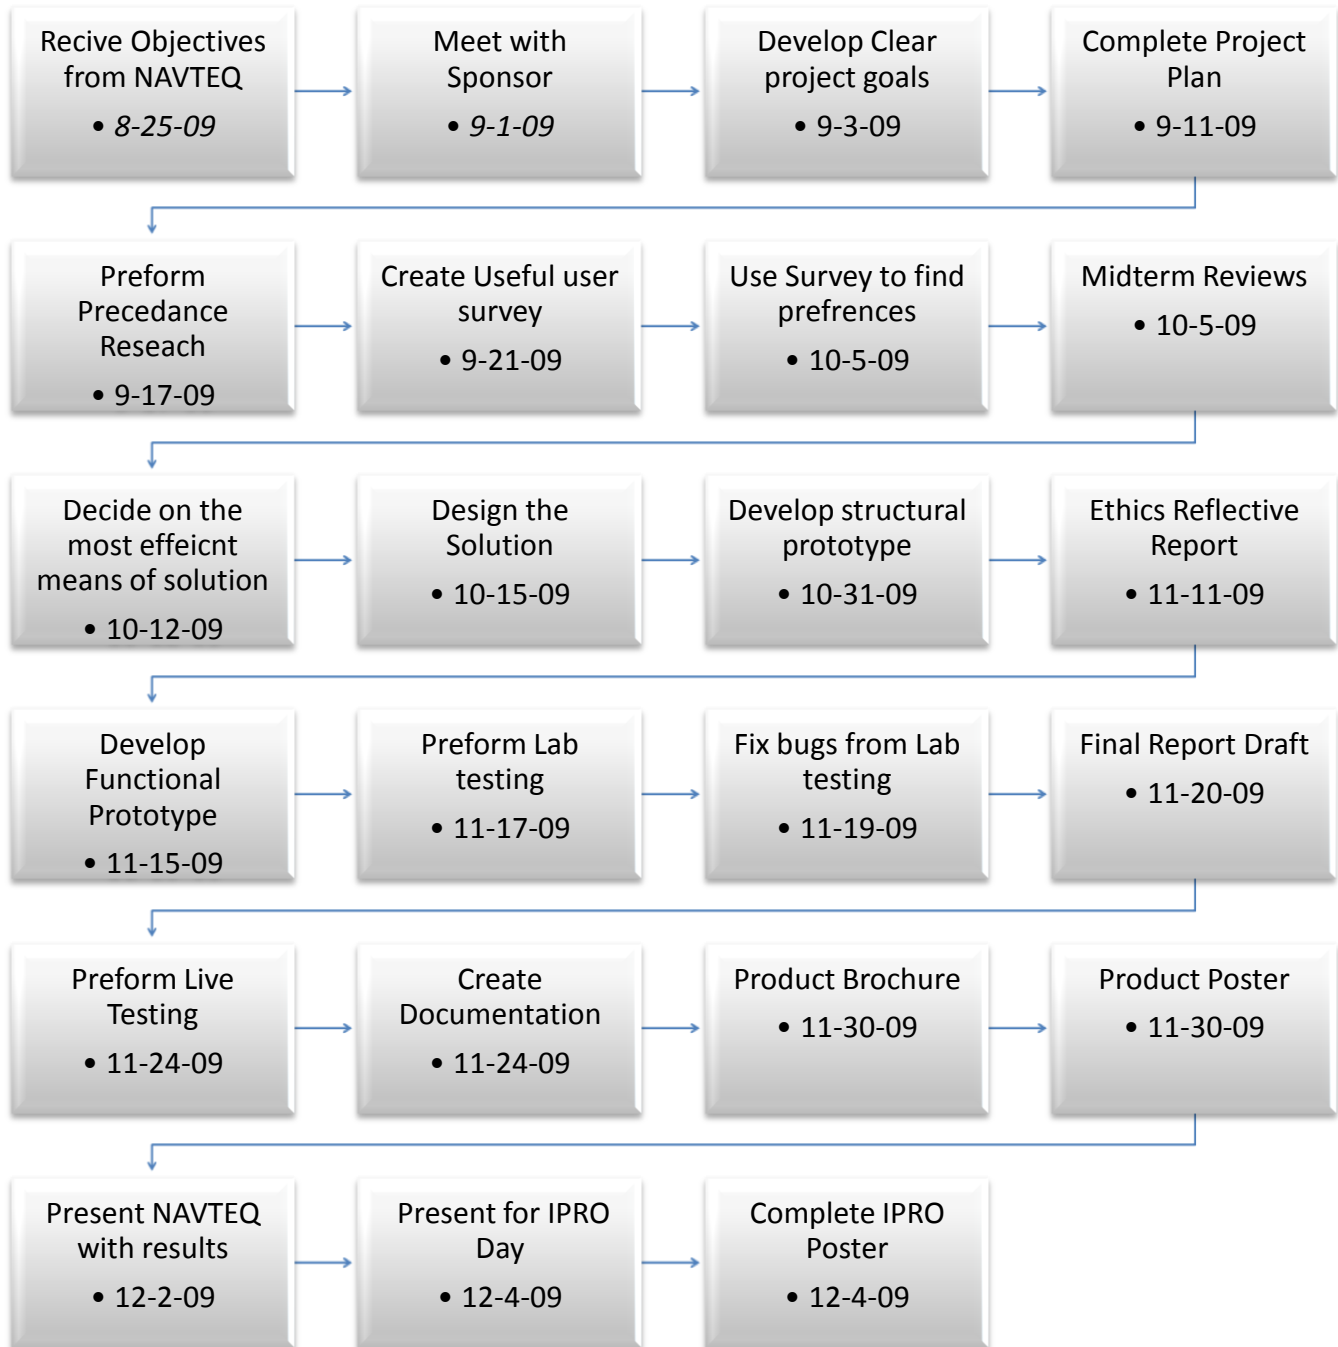 Recive Objectives
from NAVTEQ
• 8-25-09
Meet with
Sponsor
• 9-1-09
Develop Clear
project goals
• 9-3-09
Complete Project
Plan
• 9-11-09
Preform
Precedance
Reseach
• 9-17-09
Create Useful user
survey
• 9-21-09
Use Survey to find
prefrences
• 10-5-09
Midterm Reviews
• 10-5-09
Decide on the
most effeicnt
means of solution
• 10-12-09
Design the
Solution
• 10-15-09
Develop structural
prototype
• 10-31-09
Ethics Reflective
Report
• 11-11-09
Develop
Functional
Prototype
• 11-15-09
Preform Lab
testing
• 11-17-09
Fix bugs from Lab
testing
• 11-19-09
Final Report Draft
• 11-20-09
Preform Live
Testing
• 11-24-09
Create
Documentation
• 11-24-09
Product Brochure
• 11-30-09
Product Poster
• 11-30-09
Present NAVTEQ
with results
• 12-2-09
Present for IPRO
Day
• 12-4-09
Complete IPRO
Poster
• 12-4-09